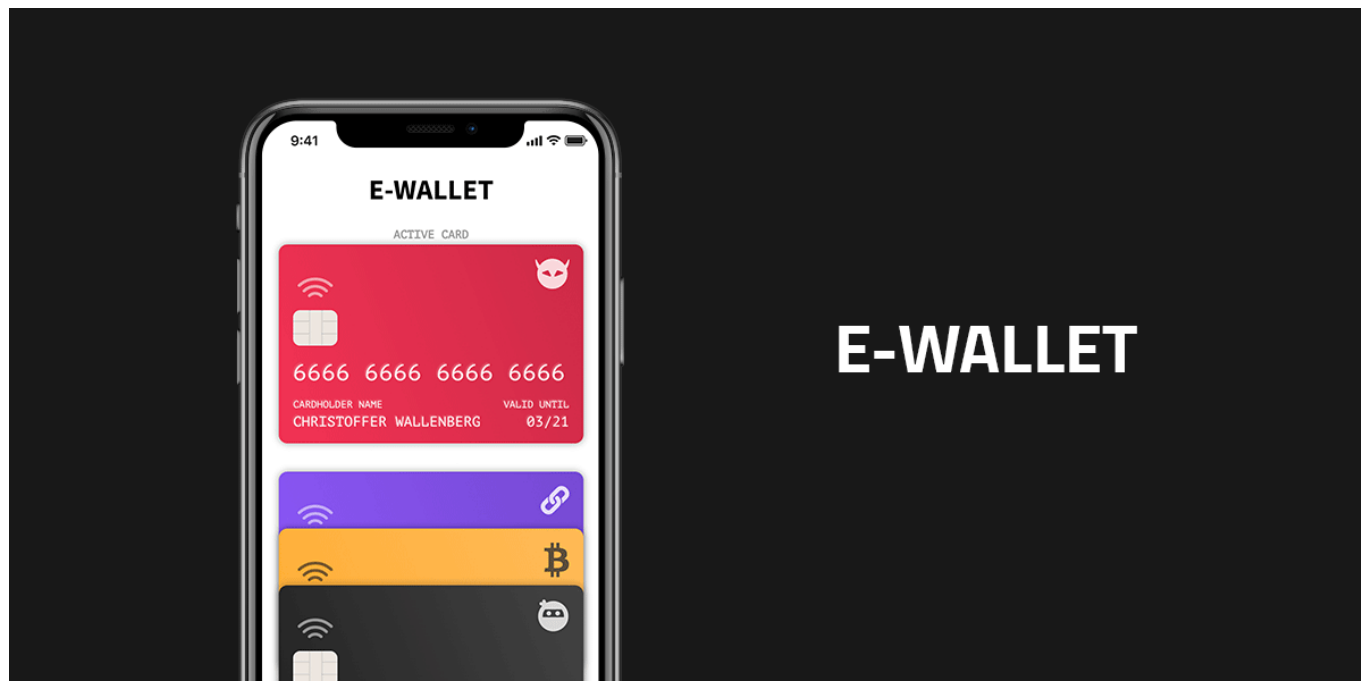 9:41
E-WALLET
ACTIVE CARD
6666 6666 6666 6666
CARDHOLDER NAME VALID UNTIL
CHRISTOFFER WALLENBERG 03/21
E-WALLET